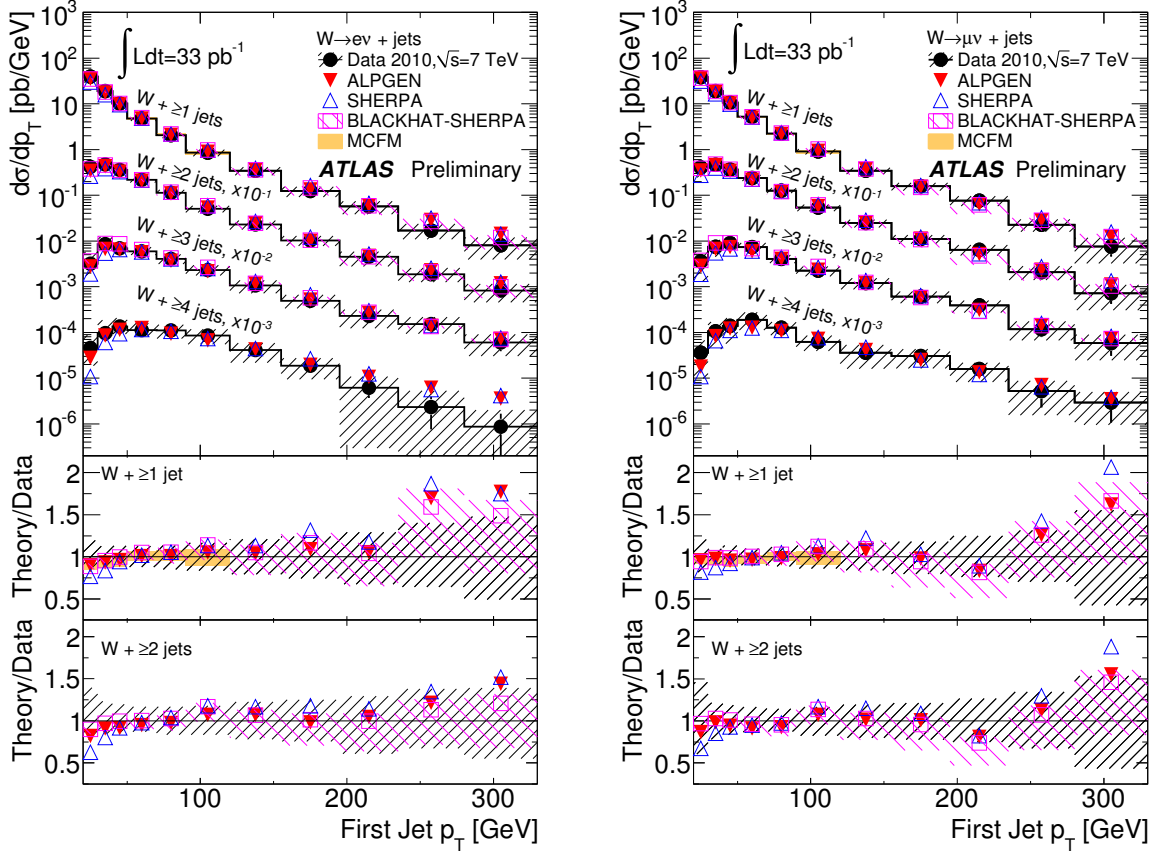 dσ/dp_T [pb/GeV]
10³
10²
10
1
10⁻¹
10⁻²
10⁻³
10⁻⁴
10⁻⁵
10⁻⁶
∫ Ldt=33 pb⁻¹
W→eν + jets
Data 2010,√s=7 TeV
ALPGEN
SHERPA
BLACKHAT-SHERPA
MCFM
ATLAS Preliminary
W + ≥1 jets
W + ≥2 jets, x10⁻¹
W + ≥3 jets, x10⁻²
W + ≥4 jets, x10⁻³
Theory/Data
W + ≥1 jet
2
1.5
1
0.5
Theory/Data
W + ≥2 jets
2
1.5
1
0.5
100 200 300
First Jet p_T [GeV]
dσ/dp_T [pb/GeV]
10³
10²
10
1
10⁻¹
10⁻²
10⁻³
10⁻⁴
10⁻⁵
10⁻⁶
∫ Ldt=33 pb⁻¹
W→μν + jets
Data 2010,√s=7 TeV
ALPGEN
SHERPA
BLACKHAT-SHERPA
MCFM
ATLAS Preliminary
W + ≥1 jets
W + ≥2 jets, x10⁻¹
W + ≥3 jets, x10⁻²
W + ≥4 jets, x10⁻³
Theory/Data
W + ≥1 jet
2
1.5
1
0.5
Theory/Data
W + ≥2 jets
2
1.5
1
0.5
100 200 300
First Jet p_T [GeV]